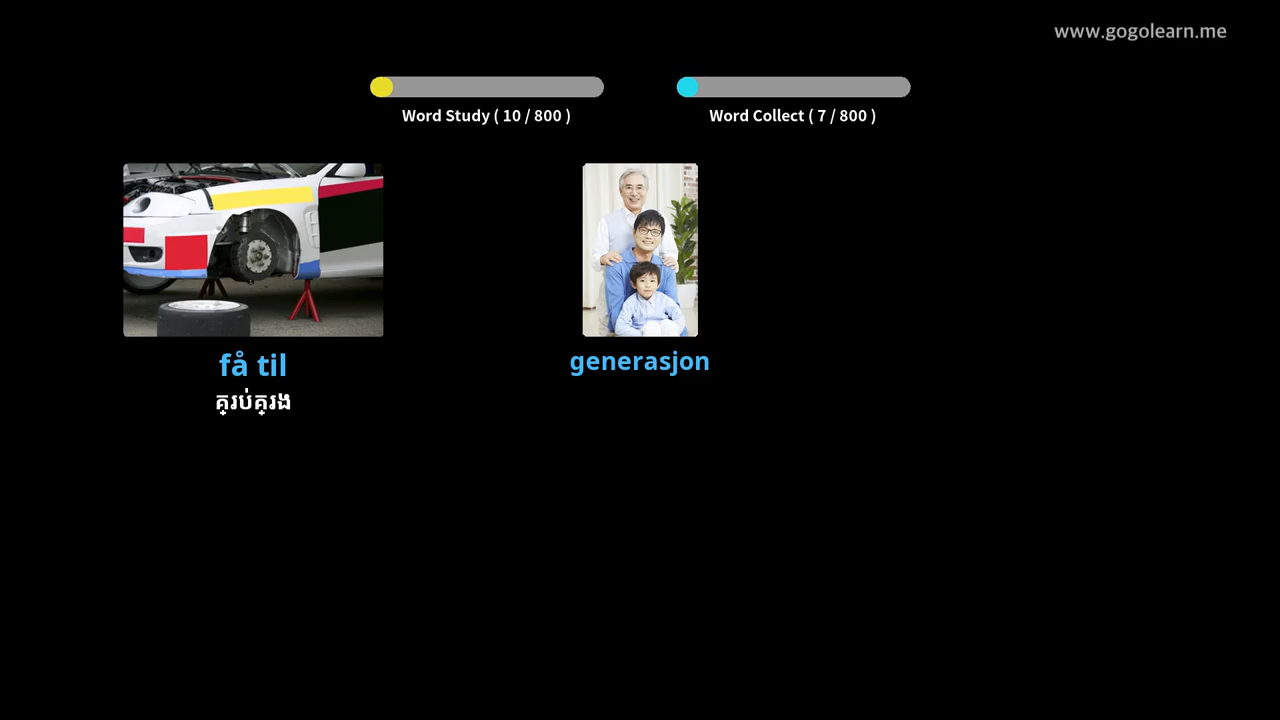 www.gogolearn.me
Word Study ( 10 / 800 )
Word Collect ( 7 / 800 )
få til
គ្រប់គ្រង
generasjon